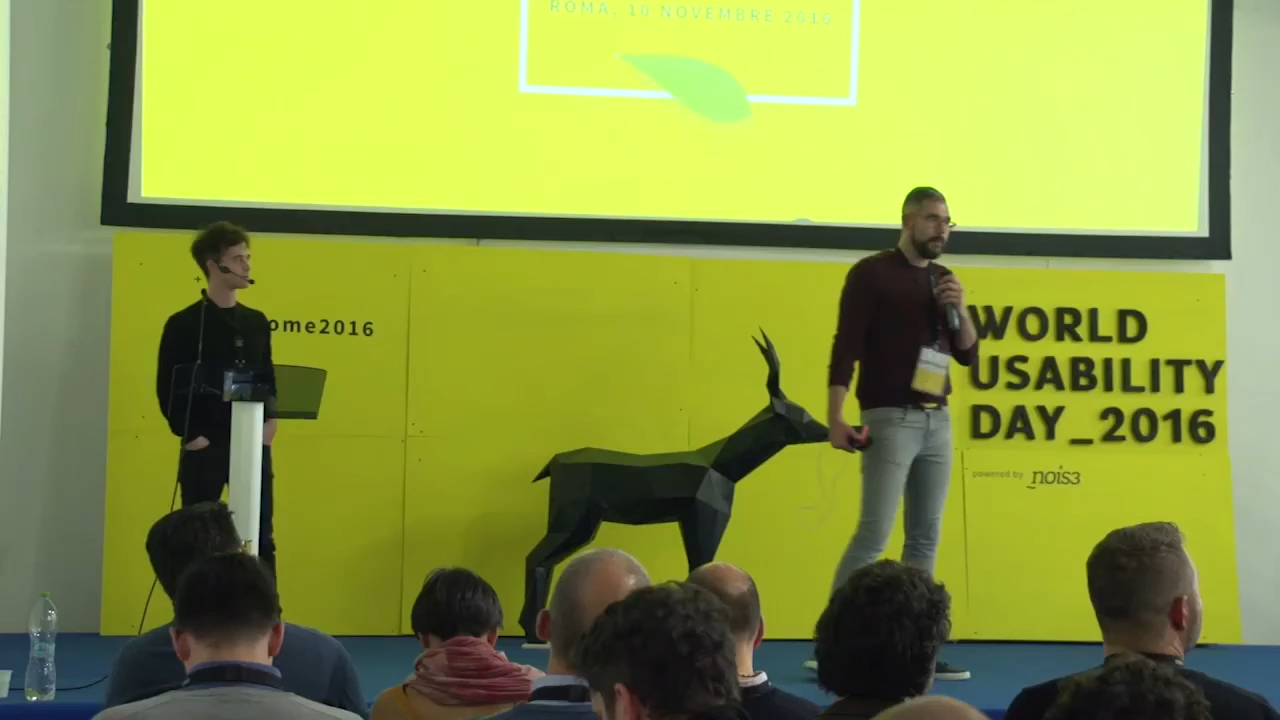 ROMA, 10 NOVEMBRE 2016
ome2016
WORLD
USABILITY
DAY_2016
powered by nois3